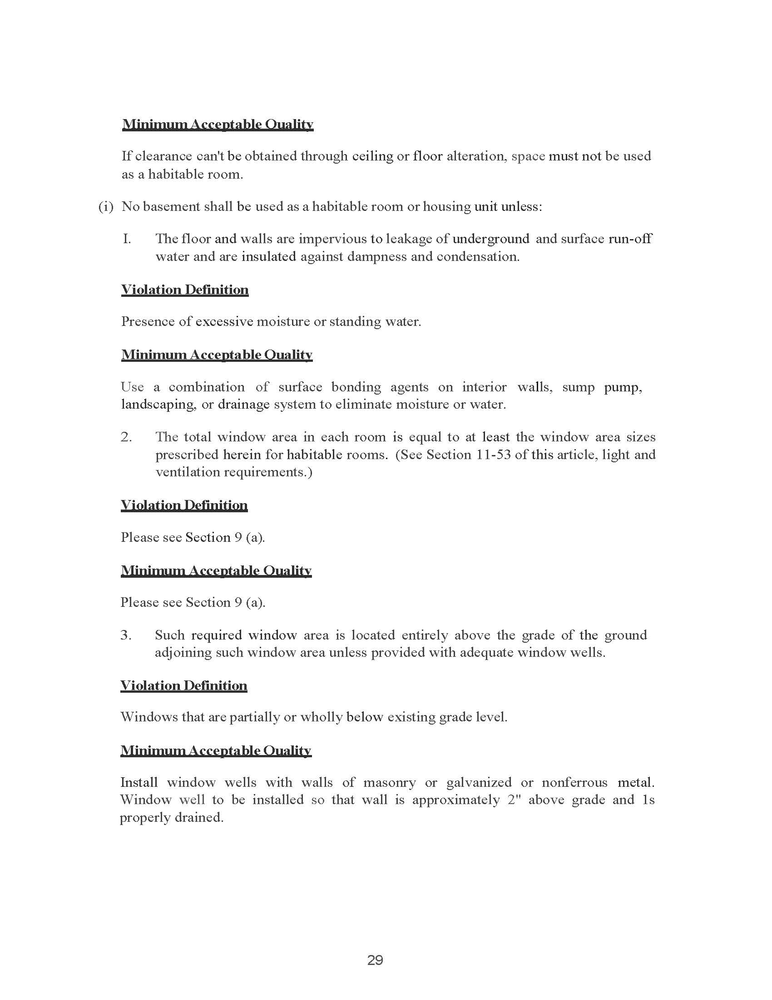 Minimum Acceptable Quality
If clearance can't be obtained through ceiling or floor alteration, space must not be used
as a habitable room.
(i) No basement shall be used as a habitable room or housing unit unless:
I. The floor and walls are impervious to leakage of underground and surface run-off
water and are insulated against dampness and condensation.
Violation Definition
Presence of excessive moisture or standing water.
Minimum Acceptable Quality
Use a combination of surface bonding agents on interior walls, sump pump,
landscaping, or drainage system to eliminate moisture or water.
2. The total window area in each room is equal to at least the window area sizes
prescribed herein for habitable rooms. (See Section 11-53 of this article, light and
ventilation requirements.)
Violation Definition
Please see Section 9 (a).
Minimum Acceptable Quality
Please see Section 9 (a).
3. Such required window area is located entirely above the grade of the ground
adjoining such window area unless provided with adequate window wells.
Violation Definition
Windows that are partially or wholly below existing grade level.
Minimum Acceptable Quality
Install window wells with walls of masonry or galvanized or nonferrous metal.
Window well to be installed so that wall is approximately 2" above grade and 1s
properly drained.
29